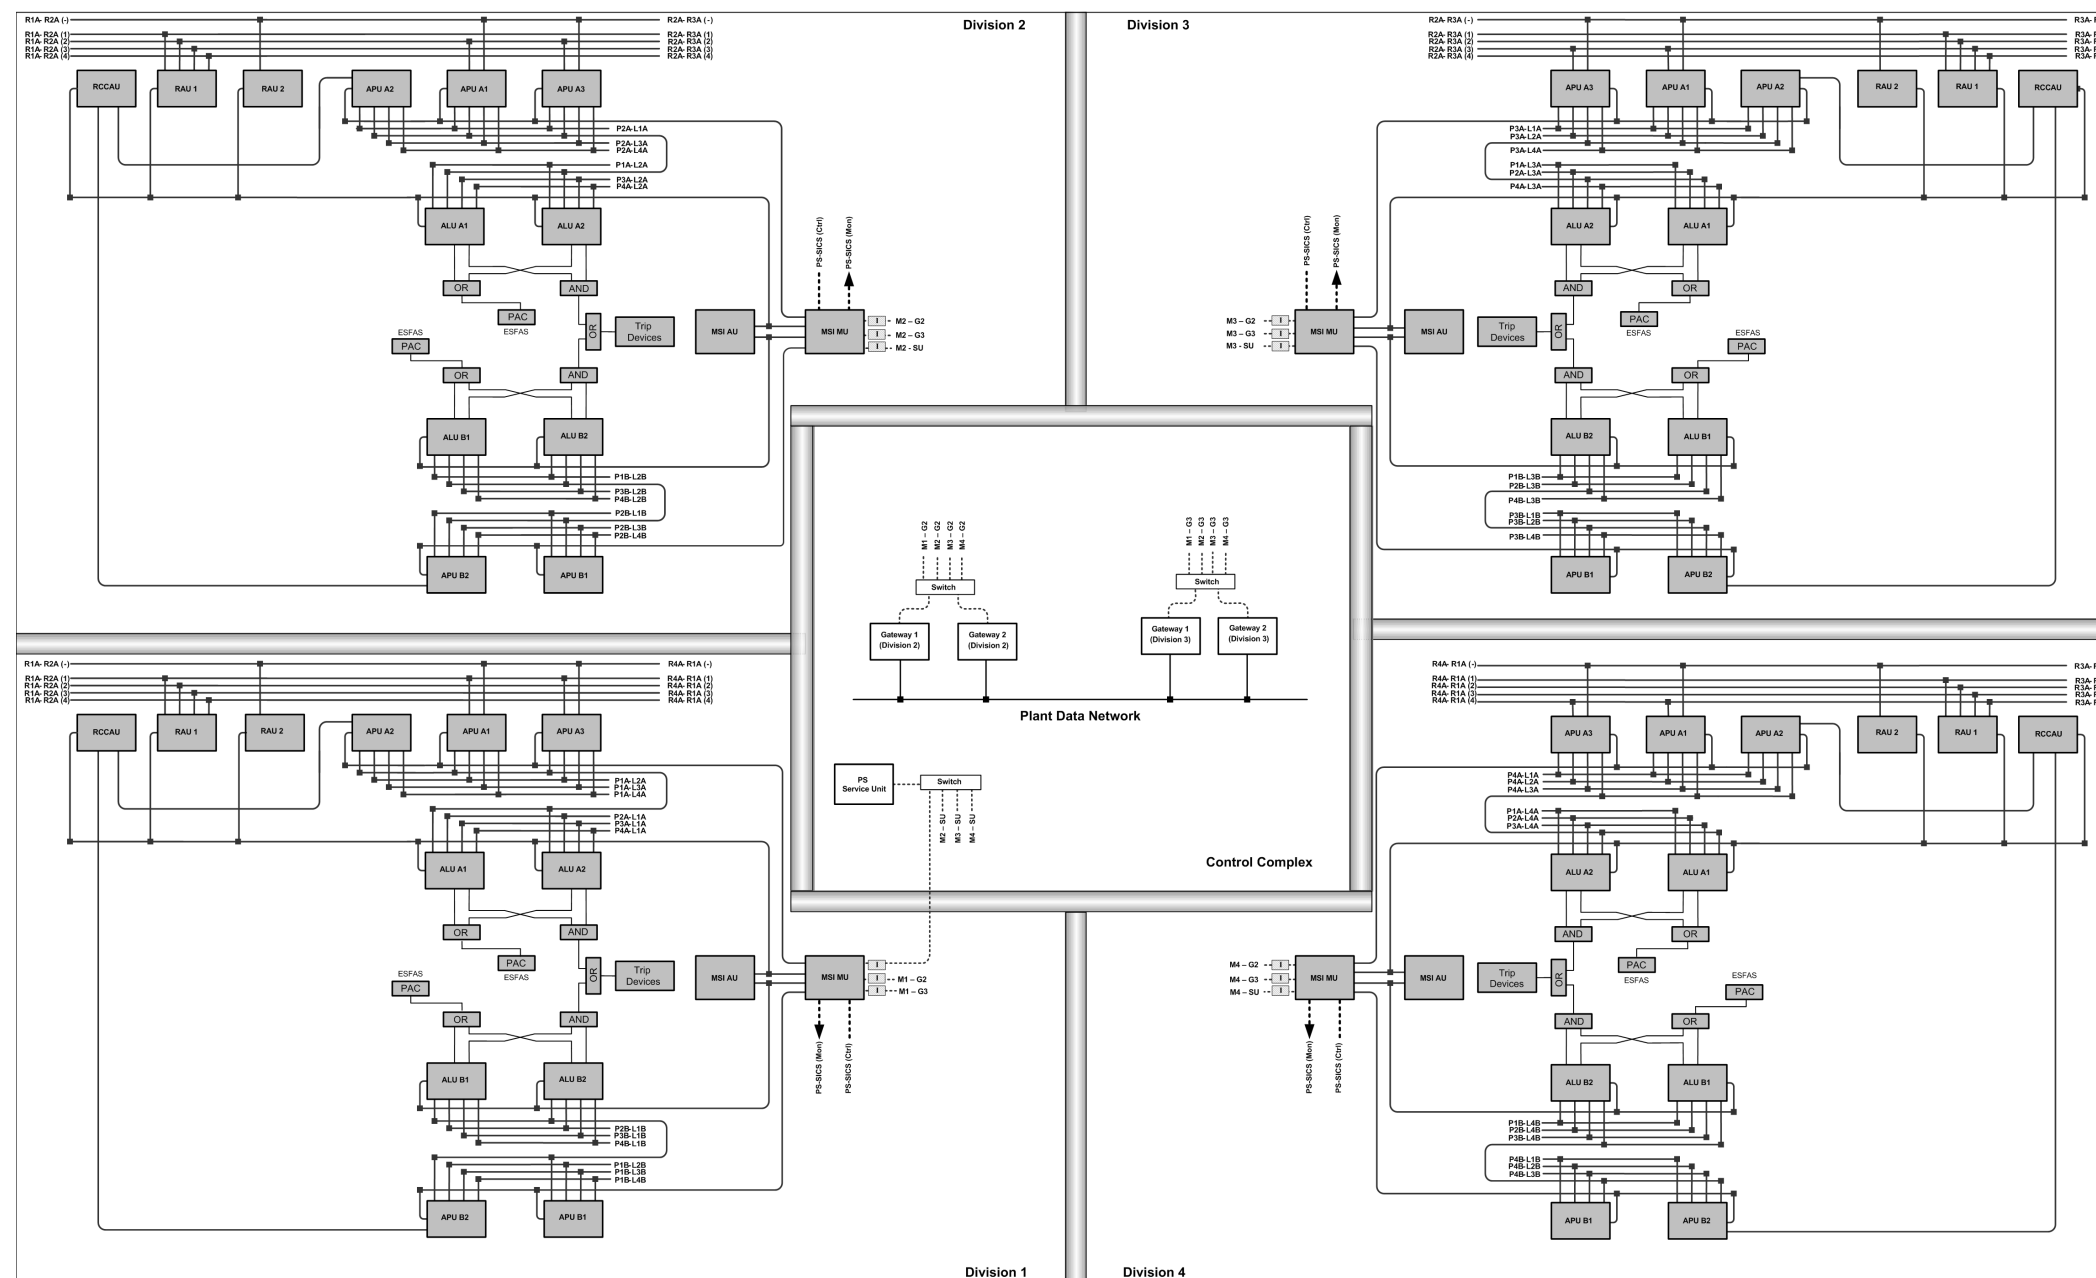 Division 2
R1A- R2A (-)
R1A- R2A (1)
R1A- R2A (2)
R1A- R2A (3)
R1A- R2A (4)
R2A- R3A (-)
R2A- R3A (1)
R2A- R3A (2)
R2A- R3A (3)
R2A- R3A (4)
RCCAU
RAU 1
RAU 2
APU A2
APU A1
APU A3
P2A-L1A
P2A-L3A
P2A-L4A
P1A-L2A
P3A-L2A
P4A-L2A
ALU A1
ALU A2
OR
AND
PAC
ESFAS
OR
Trip
Devices
ESFAS
PAC
OR
AND
MSI AU
MSI MU
PS-SICS (Ctrl)
PS-SICS (Mon)
I
M2 – G2
I
M2 – G3
I
M2 - SU
ALU B1
ALU B2
P1B-L2B
P3B-L2B
P4B-L2B
P2B-L1B
P2B-L3B
P2B-L4B
APU B2
APU B1
Division 3
R2A- R3A (-)
R2A- R3A (1)
R2A- R3A (2)
R2A- R3A (3)
R2A- R3A (4)
APU A3
APU A1
APU A2
RAU 2
RAU 1
RCCAU
P3A-L1A
P3A-L2A
P3A-L4A
P1A-L3A
P2A-L3A
P4A-L3A
ALU A2
ALU A1
AND
OR
PAC
ESFAS
OR
Trip
Devices
ESFAS
PAC
AND
OR
MSI MU
MSI AU
PS-SICS (Ctrl)
PS-SICS (Mon)
M3 – G2
I
M3 – G3
I
M3 - SU
I
ALU B2
ALU B1
P1B-L3B
P2B-L3B
P4B-L3B
P3B-L1B
P3B-L2B
P3B-L4B
APU B1
APU B2
M1 – G2
M2 – G2
M3 – G2
M4 – G2
Switch
Gateway 1
(Division 2)
Gateway 2
(Division 2)
M1 – G3
M2 – G3
M3 – G3
M4 – G3
Switch
Gateway 1
(Division 3)
Gateway 2
(Division 3)
Plant Data Network
PS
Service Unit
Switch
M2 – SU
M3 – SU
M4 – SU
Control Complex
R1A- R2A (-)
R1A- R2A (1)
R1A- R2A (2)
R1A- R2A (3)
R1A- R2A (4)
R4A- R1A (-)
R4A- R1A (1)
R4A- R1A (2)
R4A- R1A (3)
R4A- R1A (4)
RCCAU
RAU 1
RAU 2
APU A2
APU A1
APU A3
P1A-L2A
P1A-L3A
P1A-L4A
P2A-L1A
P3A-L1A
P4A-L1A
ALU A1
ALU A2
OR
AND
PAC
ESFAS
OR
Trip
Devices
ESFAS
PAC
OR
AND
MSI AU
MSI MU
I
I
M1 – G2
I
M1 – G3
PS-SICS (Mon)
PS-SICS (Ctrl)
ALU B1
ALU B2
P2B-L1B
P3B-L1B
P4B-L1B
P1B-L2B
P1B-L3B
P1B-L4B
APU B2
APU B1
Division 1
R4A- R1A (-)
R4A- R1A (1)
R4A- R1A (2)
R4A- R1A (3)
R4A- R1A (4)
APU A3
APU A1
APU A2
RAU 2
RAU 1
RCCAU
P4A-L1A
P4A-L2A
P4A-L3A
P1A-L4A
P2A-L4A
P3A-L4A
ALU A2
ALU A1
AND
OR
PAC
ESFAS
OR
Trip
Devices
ESFAS
PAC
AND
OR
MSI MU
MSI AU
M4 – G2
I
M4 – G3
I
M4 – SU
I
PS-SICS (Mon)
PS-SICS (Ctrl)
ALU B2
ALU B1
P1B-L4B
P2B-L4B
P3B-L4B
P4B-L1B
P4B-L2B
P4B-L3B
APU B1
APU B2
Division 4